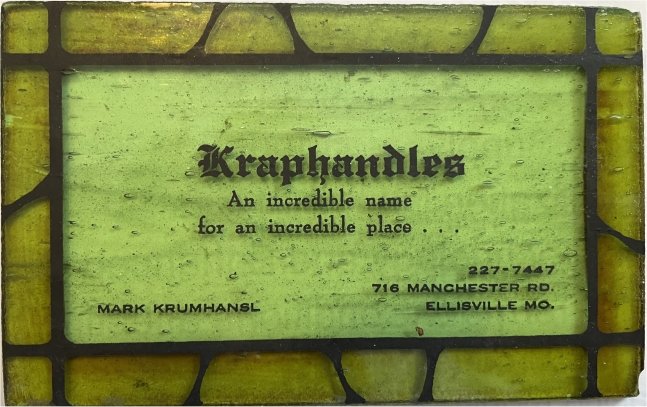 Kraphandles
An incredible name
for an incredible place . . .
227-7447
716 MANCHESTER RD.
MARK KRUMHANSL
ELLISVILLE MO.